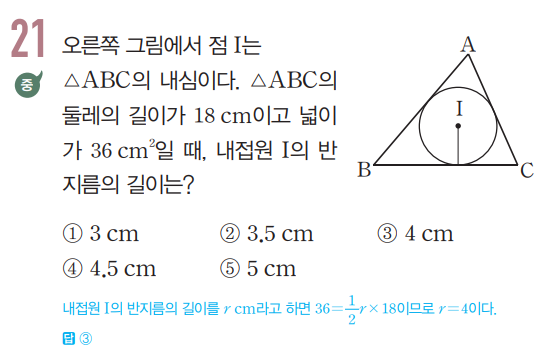 21
중
오른쪽 그림에서 점 I는
△ABC의 내심이다. △ABC의
둘레의 길이가 18 cm이고 넓이
가 36 cm²일 때, 내접원 I의 반
지름의 길이는?
A
I
B
C
① 3 cm ② 3.5 cm ③ 4 cm
④ 4.5 cm ⑤ 5 cm
내접원 I의 반지름의 길이를 r cm라고 하면 36=1/2r×18이므로 r=4이다.
답 ③